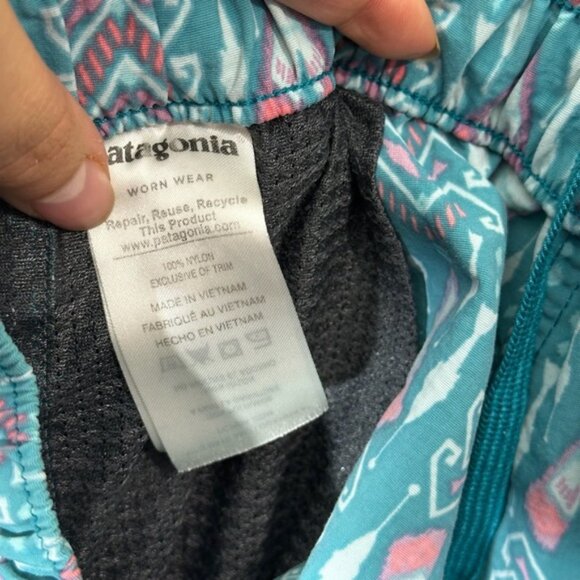 patagonia
WORN WEAR
Repair, Reuse, Recycle
This Product
www.patagonia.com
100% NYLON
EXCLUSIVE OF TRIM
MADE IN VIETNAM
FABRIQUÉ AU VIETNAM
HECHO EN VIETNAM